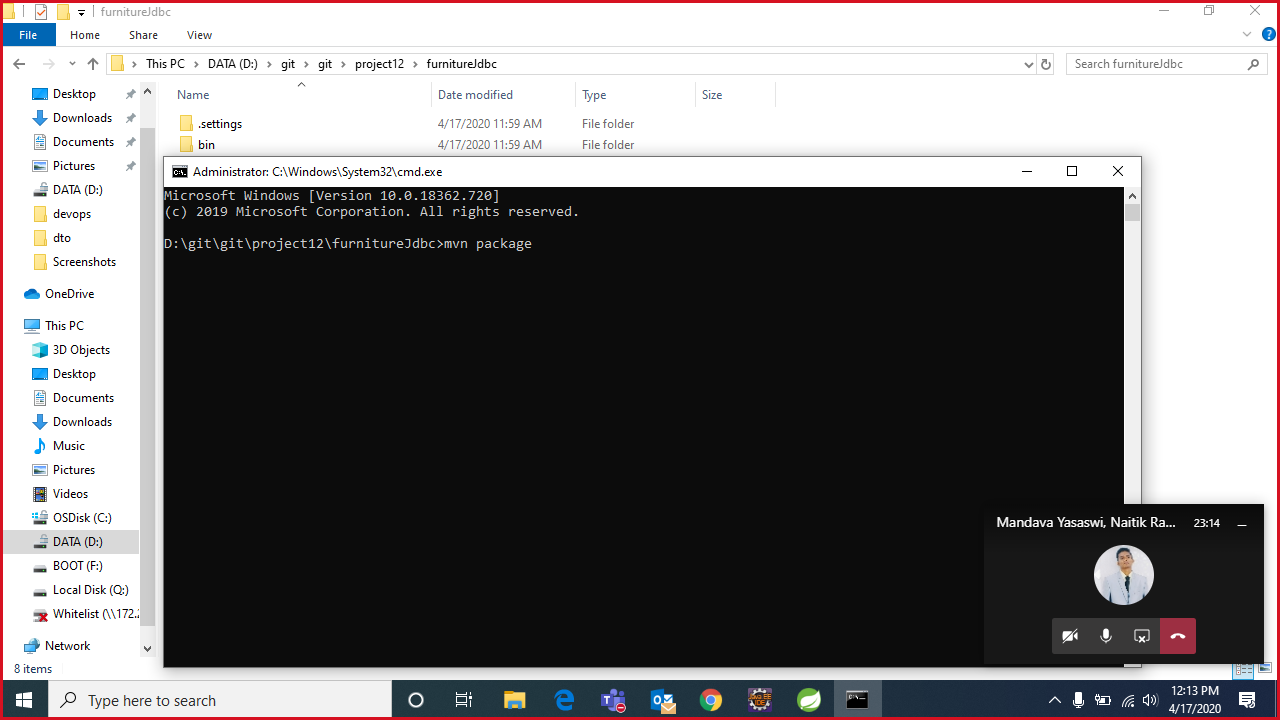 furnitureJdbc
File Home Share View
This PC DATA (D:) git git project12 furnitureJdbc
Search furnitureJdbc
Name Date modified Type Size
.settings 4/17/2020 11:59 AM File folder
bin 4/17/2020 11:59 AM File folder
Desktop
Downloads
Documents
Pictures
DATA (D:)
devops
dto
Screenshots
OneDrive
This PC
3D Objects
Desktop
Documents
Downloads
Music
Pictures
Videos
OSDisk (C:)
DATA (D:)
BOOT (F:)
Local Disk (Q:)
Whitelist (\\172.
Network
8 items
Administrator: C:\Windows\System32\cmd.exe
Microsoft Windows [Version 10.0.18362.720]
(c) 2019 Microsoft Corporation. All rights reserved.
D:\git\git\project12\furnitureJdbc>mvn package
Mandava Yasaswi, Naitik Ra... 23:14
Type here to search
12:13 PM
4/17/2020